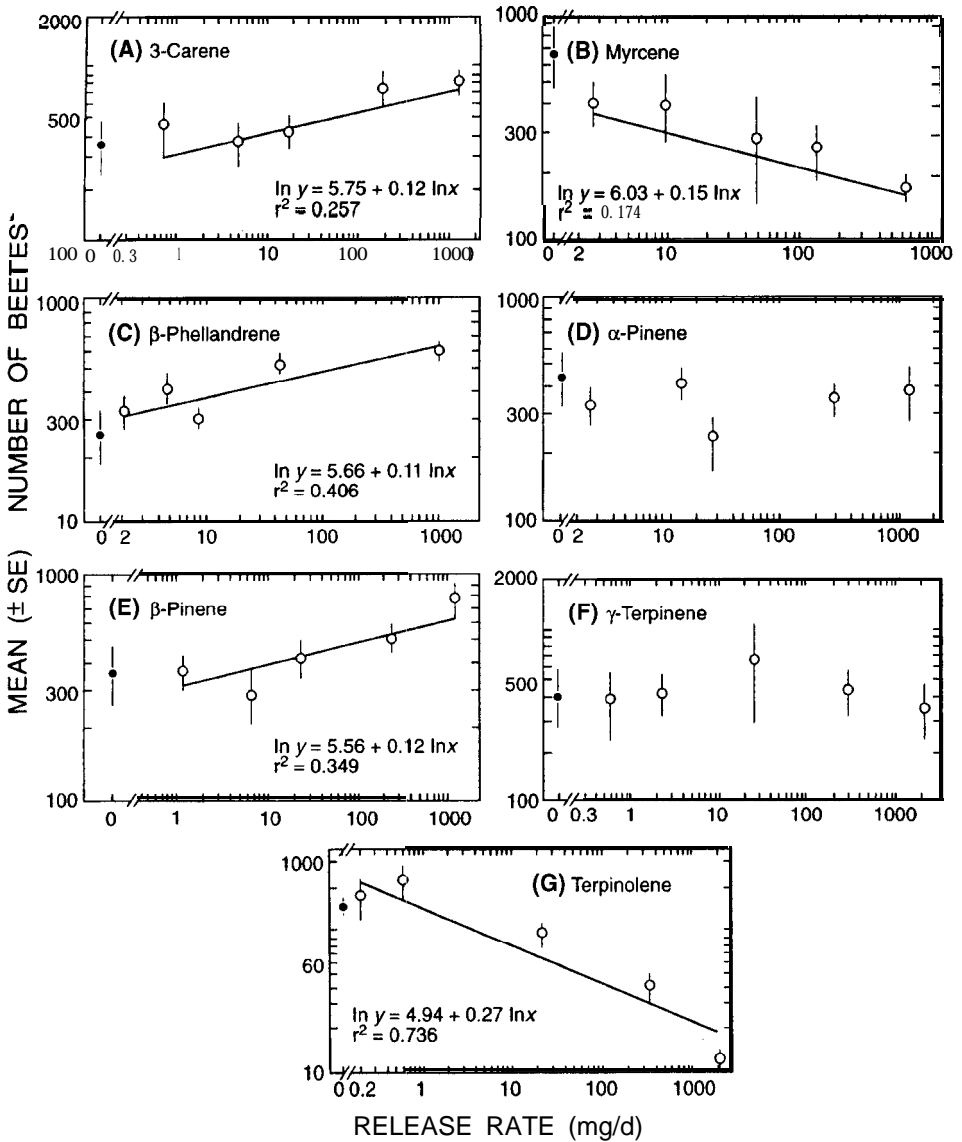 MEAN (± SE) NUMBER OF BEETES
2000
500
100
(A) 3-Carene
ln y = 5.75 + 0.12 lnx
r² = 0.257
0 0.3 1 10 100 1000
1000
300
100
(B) Myrcene
ln y = 6.03 + 0.15 lnx
r² = 0.174
0 2 10 100 1000
1000
300
10
(C) β-Phellandrene
ln y = 5.66 + 0.11 lnx
r² = 0.406
0 2 10 100 1000
1000
300
100
(D) α-Pinene
0 2 10 100 1000
1000
300
100
(E) β-Pinene
ln y = 5.56 + 0.12 lnx
r² = 0.349
0 1 10 100 1000
2000
500
100
(F) γ-Terpinene
0 0.3 1 10 100 1000
1000
60
10
(G) Terpinolene
ln y = 4.94 + 0.27 lnx
r² = 0.736
0 0.2 1 10 100 1000
RELEASE RATE (mg/d)